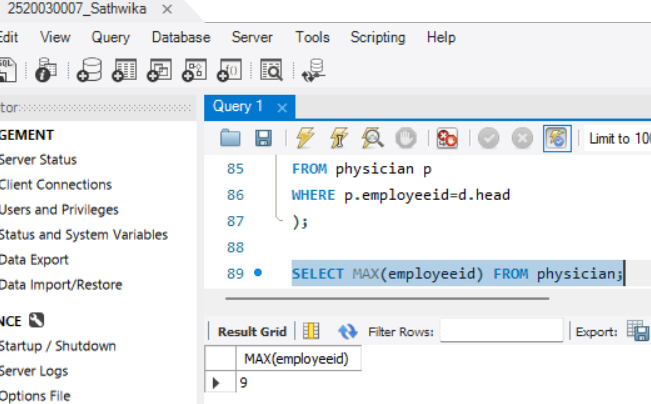 2520030007_Sathwika ×
Edit View Query Database Server Tools Scripting Help
Query 1 ×
Limit to 100
GEMENT
Server Status
Client Connections
Users and Privileges
Status and System Variables
Data Export
Data Import/Restore
NCE
Startup / Shutdown
Server Logs
Options File
85 FROM physician p
86 WHERE p.employeeid=d.head
87 );
88
89 SELECT MAX(employeeid) FROM physician;
Result Grid Filter Rows: Export:
MAX(employeeid)
9